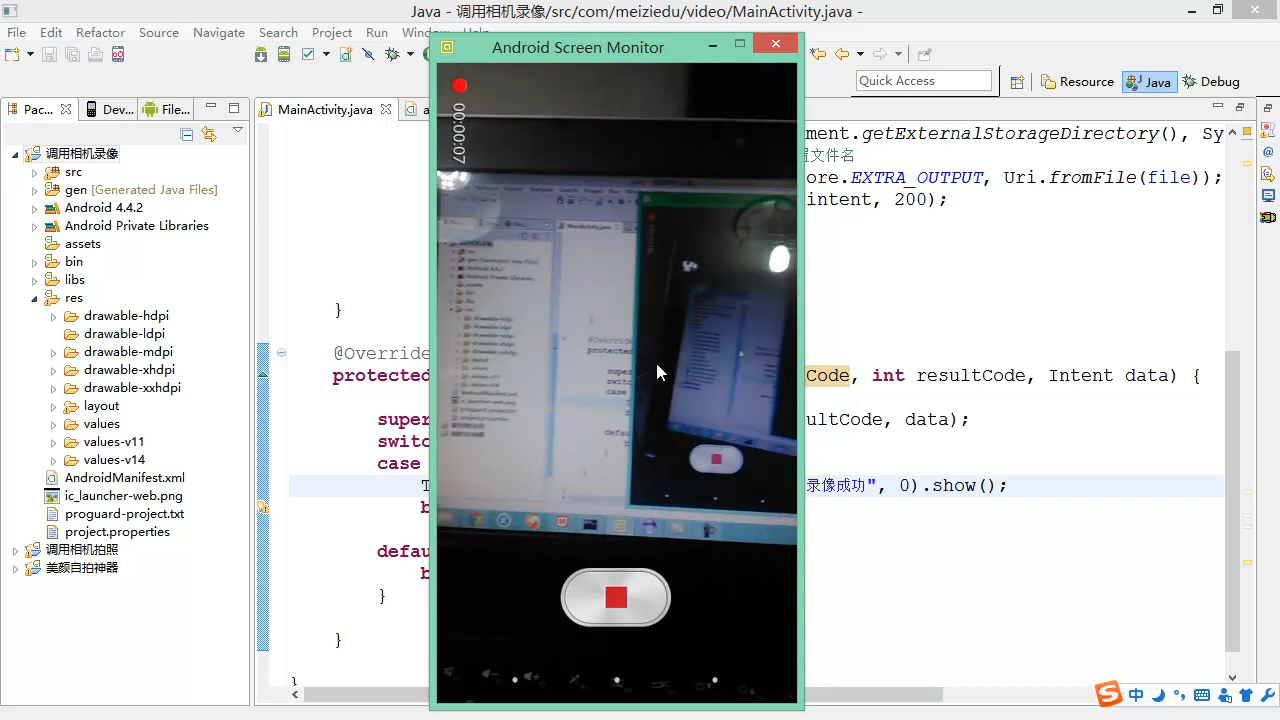 Java - 调用相机录像/src/com/meiziedu/video/MainActivity.java -
File Edit Refactor Source Navigate Search Project Run Window
Android Screen Monitor
Quick Access
Resource
Java
Debug
Pac...
Dev...
File...
MainActivity.java
00:00:07
调用相机录像
src
gen [Generated Java Files]
Android 4.4.2
Android Private Libraries
assets
bin
libs
res
drawable-hdpi
drawable-ldpi
drawable-mdpi
drawable-xhdpi
drawable-xxhdpi
layout
values
values-v11
values-v14
AndroidManifest.xml
ic_launcher-web.png
proguard-project.txt
project.properties
调用相机拍照
美颜自拍神器
ment.getExternalStorageDirectory(), Sy
置文件名
ore.EXTRA_OUTPUT, Uri.fromFile(file));
intent, 200);
}
@Override
protected Code, int resultCode, Intent data) {
super ultCode, data);
switc
case
T 录像成功", 0).show();
b
defau
b
}
}
}
中